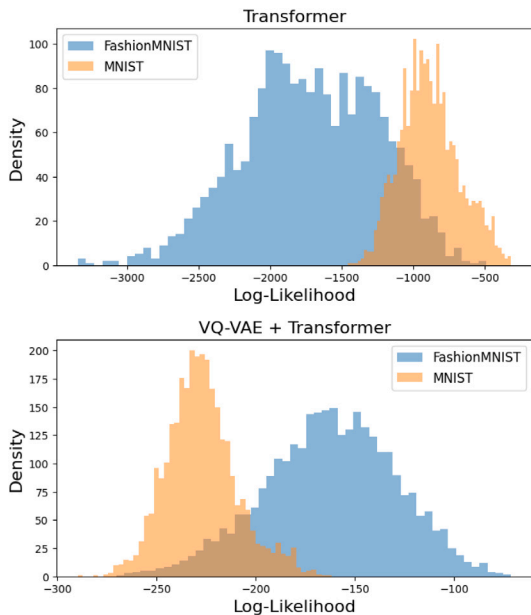 Transformer
FashionMNIST
MNIST
100
80
60
40
20
0
Density
−3000 −2500 −2000 −1500 −1000 −500
Log-Likelihood
VQ-VAE + Transformer
FashionMNIST
MNIST
200
175
150
125
100
75
50
25
0
Density
−300 −250 −200 −150 −100
Log-Likelihood